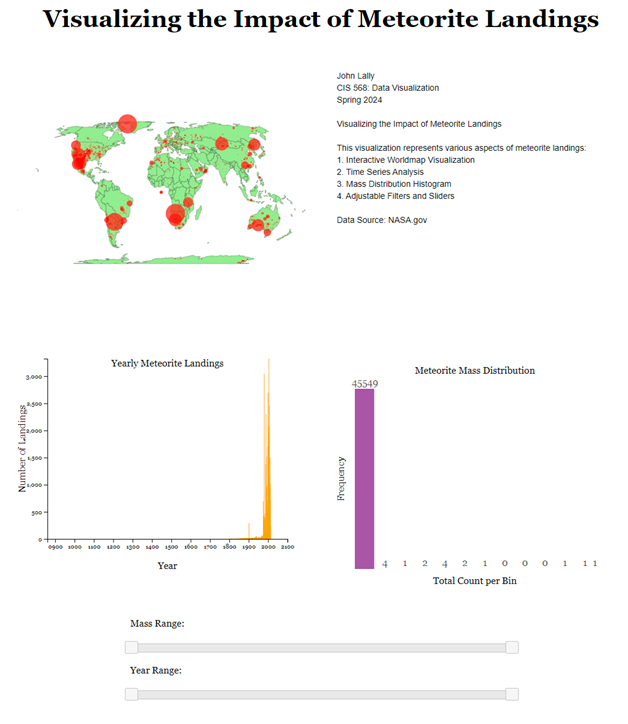 Visualizing the Impact of Meteorite Landings
John Lally
CIS 568: Data Visualization
Spring 2024
Visualizing the Impact of Meteorite Landings
This visualization represents various aspects of meteorite landings:
1. Interactive Worldmap Visualization
2. Time Series Analysis
3. Mass Distribution Histogram
4. Adjustable Filters and Sliders
Data Source: NASA.gov
Yearly Meteorite Landings
3,000
2,500
2,000
1,500
1,000
500
0
Number of Landings
0900 1000 1100 1200 1300 1400 1500 1600 1700 1800 1900 2000 2100
Year
Meteorite Mass Distribution
45549
Frequency
4 1 2 4 2 1 0 0 0 1 1 1
Total Count per Bin
Mass Range:
Year Range: